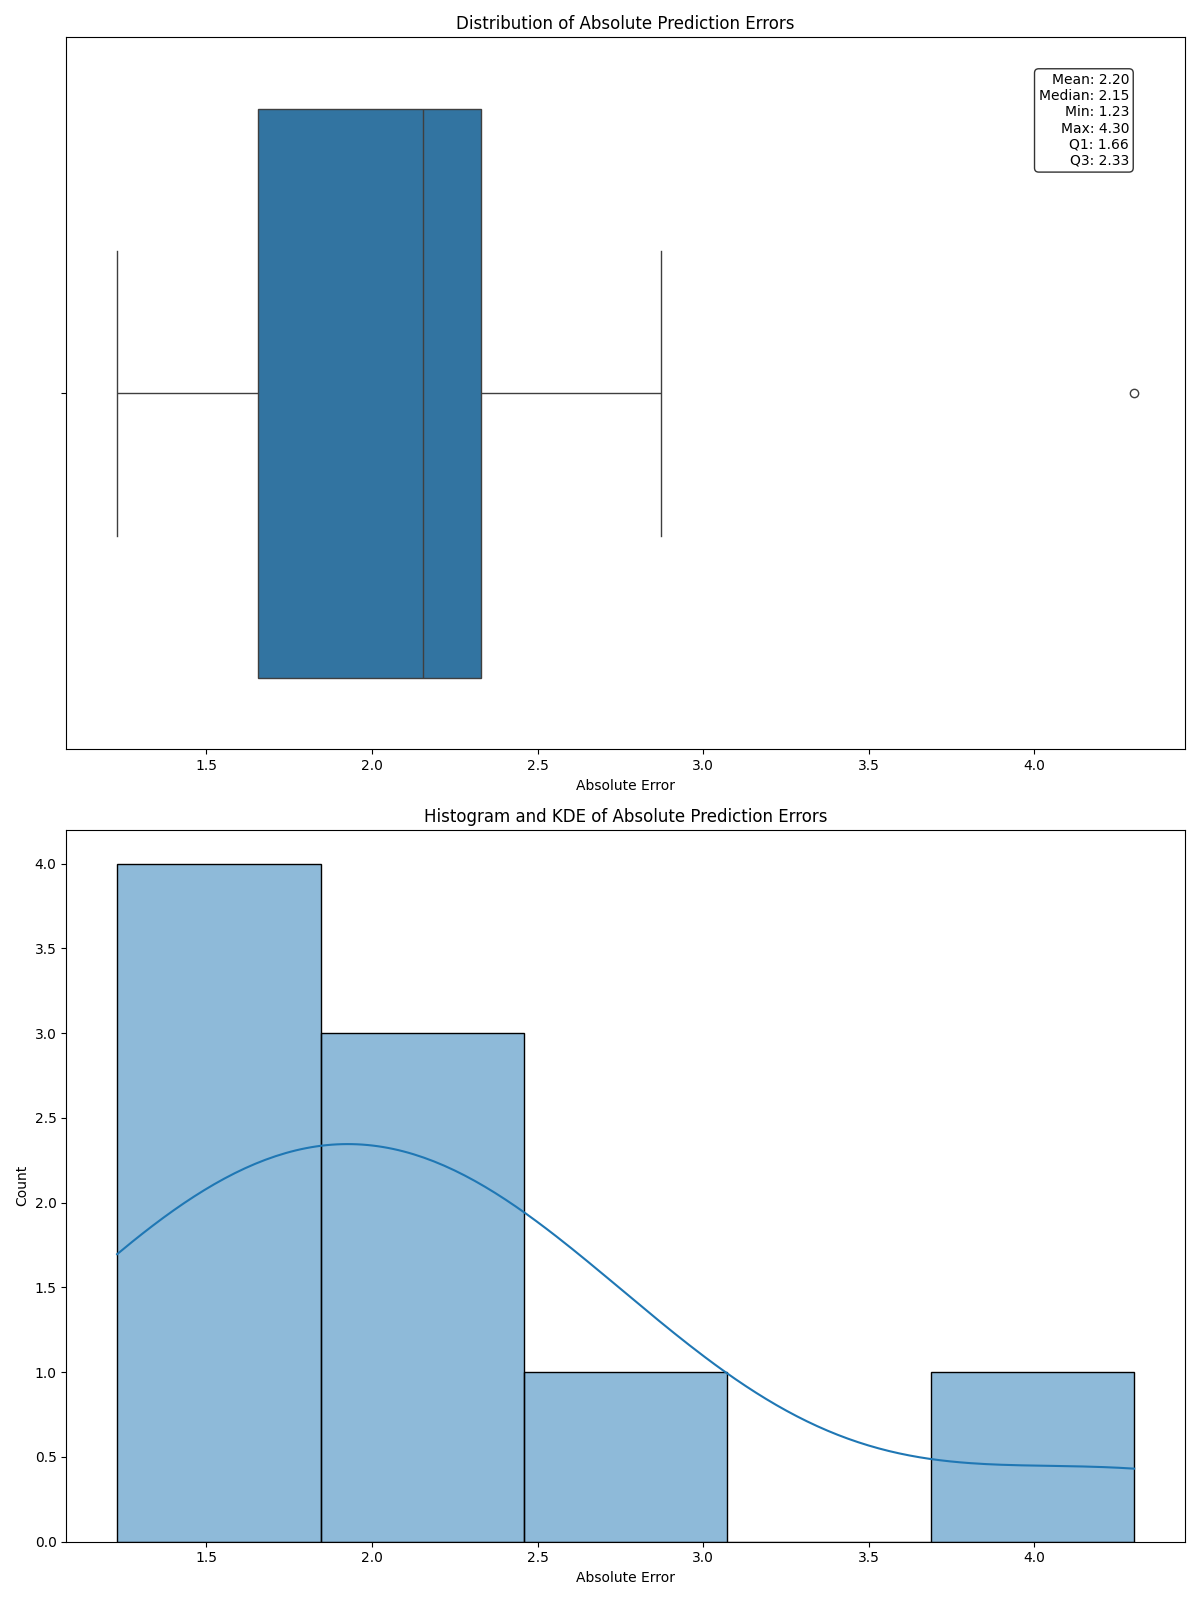 Distribution of Absolute Prediction Errors
Mean: 2.20
Median: 2.15
Min: 1.23
Max: 4.30
Q1: 1.66
Q3: 2.33
1.5 2.0 2.5 3.0 3.5 4.0
Absolute Error
Histogram and KDE of Absolute Prediction Errors
4.0
3.5
3.0
2.5
2.0
1.5
1.0
0.5
0.0
Count
1.5 2.0 2.5 3.0 3.5 4.0
Absolute Error